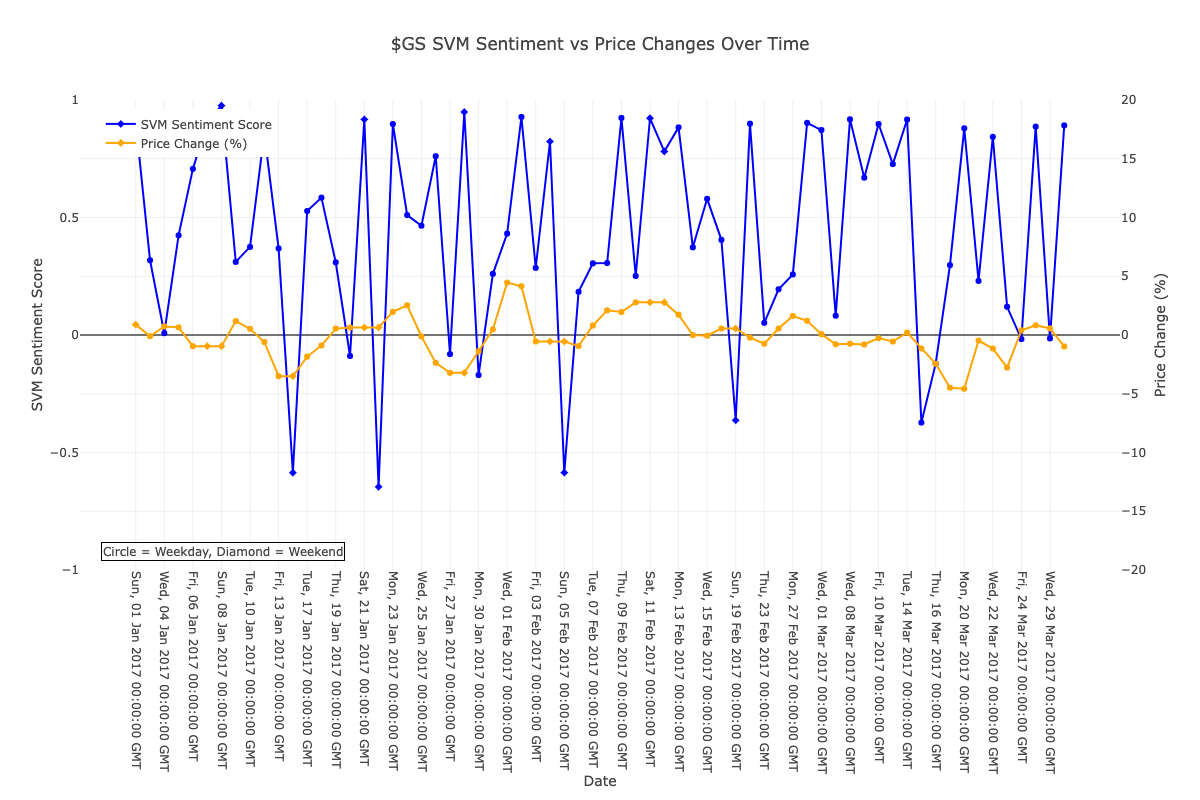 $GS SVM Sentiment vs Price Changes Over Time
SVM Sentiment Score
Price Change (%)
1
0.5
0
−0.5
−1
SVM Sentiment Score
20
15
10
5
0
−5
−10
−15
−20
Price Change (%)
Circle = Weekday, Diamond = Weekend
Sun, 01 Jan 2017 00:00:00 GMT
Wed, 04 Jan 2017 00:00:00 GMT
Fri, 06 Jan 2017 00:00:00 GMT
Sun, 08 Jan 2017 00:00:00 GMT
Tue, 10 Jan 2017 00:00:00 GMT
Fri, 13 Jan 2017 00:00:00 GMT
Tue, 17 Jan 2017 00:00:00 GMT
Thu, 19 Jan 2017 00:00:00 GMT
Sat, 21 Jan 2017 00:00:00 GMT
Mon, 23 Jan 2017 00:00:00 GMT
Wed, 25 Jan 2017 00:00:00 GMT
Fri, 27 Jan 2017 00:00:00 GMT
Mon, 30 Jan 2017 00:00:00 GMT
Wed, 01 Feb 2017 00:00:00 GMT
Fri, 03 Feb 2017 00:00:00 GMT
Sun, 05 Feb 2017 00:00:00 GMT
Tue, 07 Feb 2017 00:00:00 GMT
Thu, 09 Feb 2017 00:00:00 GMT
Sat, 11 Feb 2017 00:00:00 GMT
Mon, 13 Feb 2017 00:00:00 GMT
Wed, 15 Feb 2017 00:00:00 GMT
Sun, 19 Feb 2017 00:00:00 GMT
Thu, 23 Feb 2017 00:00:00 GMT
Mon, 27 Feb 2017 00:00:00 GMT
Wed, 01 Mar 2017 00:00:00 GMT
Wed, 08 Mar 2017 00:00:00 GMT
Fri, 10 Mar 2017 00:00:00 GMT
Tue, 14 Mar 2017 00:00:00 GMT
Thu, 16 Mar 2017 00:00:00 GMT
Mon, 20 Mar 2017 00:00:00 GMT
Wed, 22 Mar 2017 00:00:00 GMT
Fri, 24 Mar 2017 00:00:00 GMT
Wed, 29 Mar 2017 00:00:00 GMT
Date